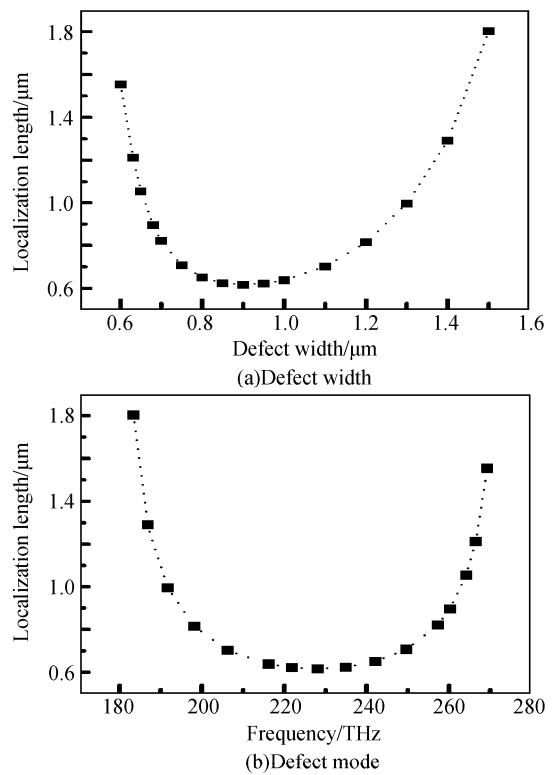 1.8
1.4
1.0
0.6
Localization length/μm
0.6 0.8 1.0 1.2 1.4 1.6
Defect width/μm
(a)Defect width
1.8
1.4
1.0
0.6
Localization length/μm
180 200 220 240 260 280
Frequency/THz
(b)Defect mode